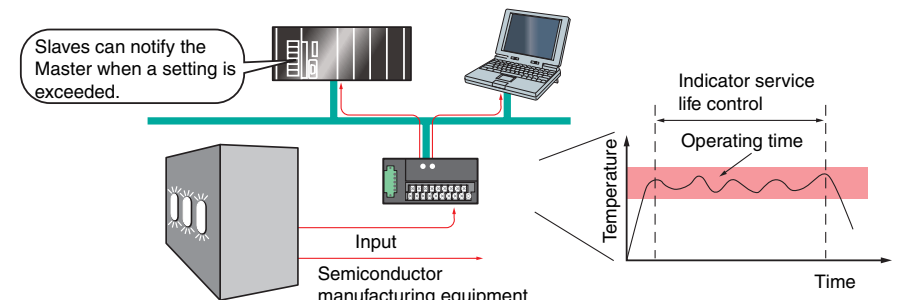 Slaves can notify the
Master when a setting is
exceeded.
Indicator service
life control
Operating time
Temperature
Time
Input
Semiconductor
manufacturing equipment